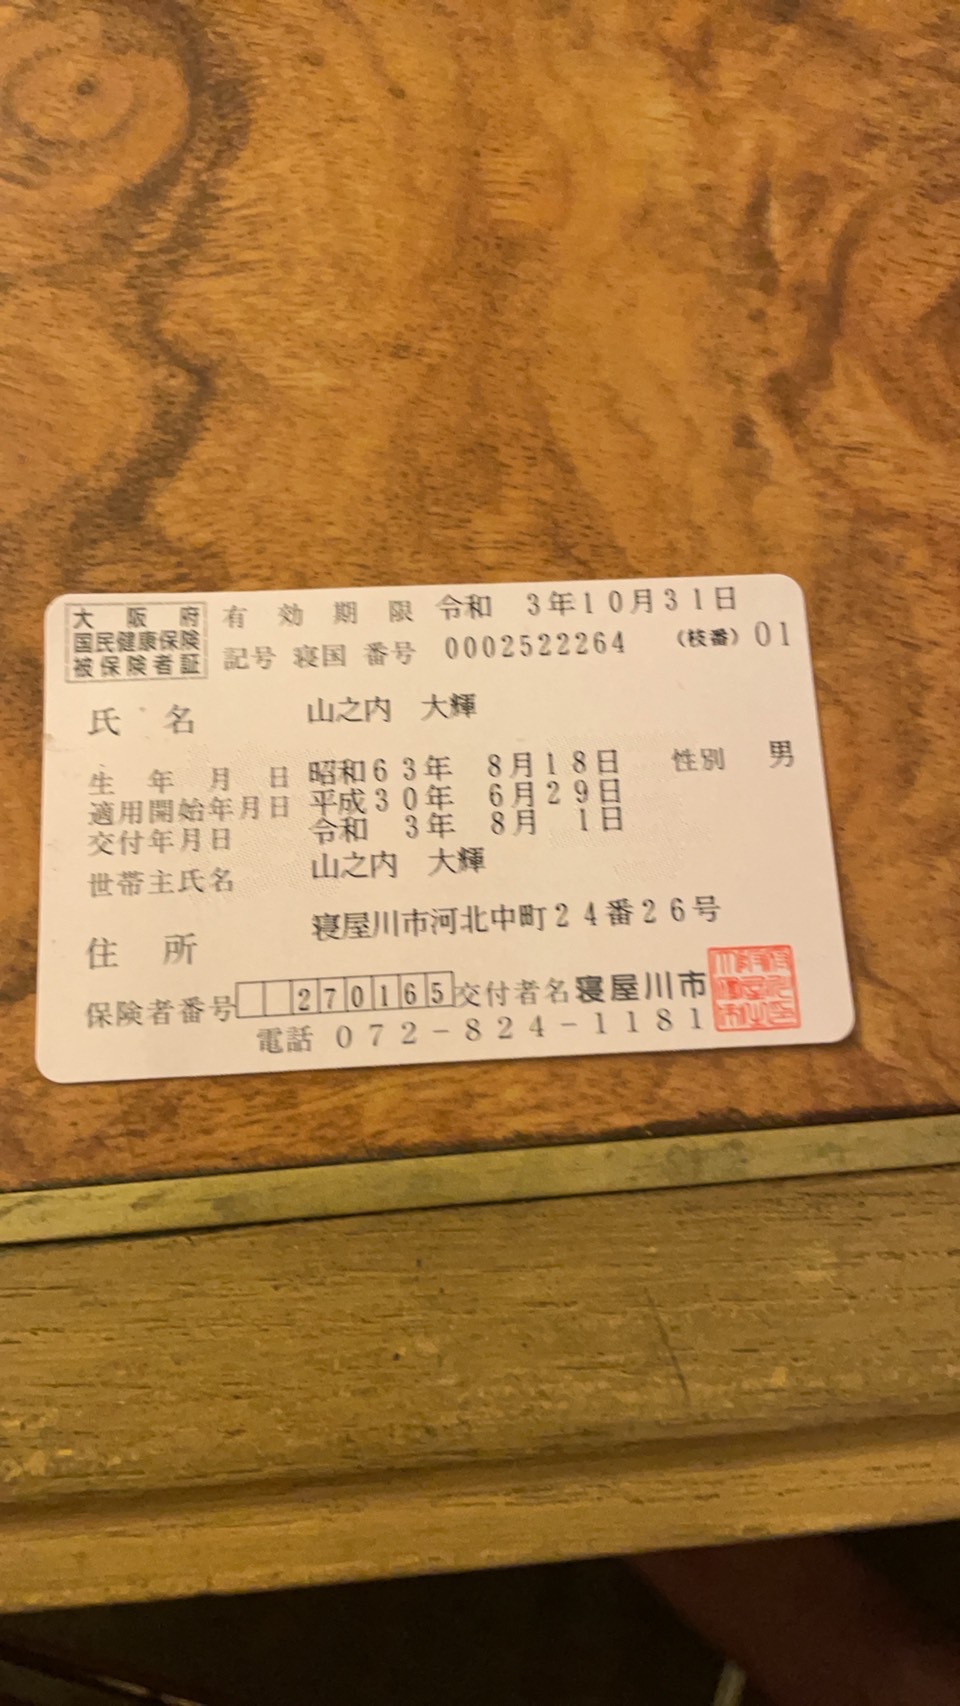 大阪府
国民健康保険
被保険者証
有効期限 令和 3年10月31日
記号 寝国 番号 0002522264 (枝番) 01
氏名 山之内 大輝
生年月日 昭和63年 8月18日 性別 男
適用開始年月日 平成30年 6月29日
交付年月日 令和 3年 8月 1日
世帯主氏名 山之内 大輝
住所 寝屋川市河北中町24番26号
保険者番号 270165 交付者名 寝屋川市
電話 072-824-1181